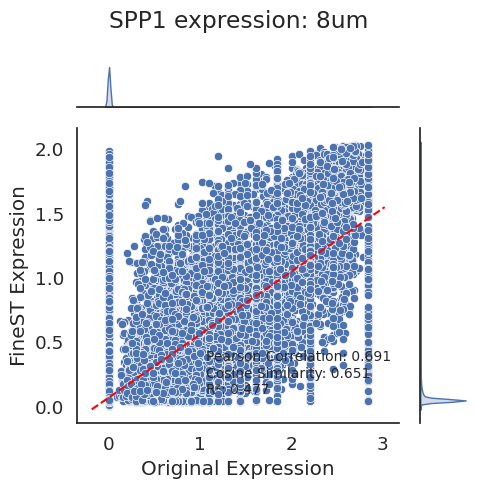 SPP1 expression: 8um
2.0
1.5
1.0
0.5
0.0
FineST Expression
Pearson Correlation: 0.691
Cosine Similarity: 0.651
R²: 0.477
0 1 2 3
Original Expression